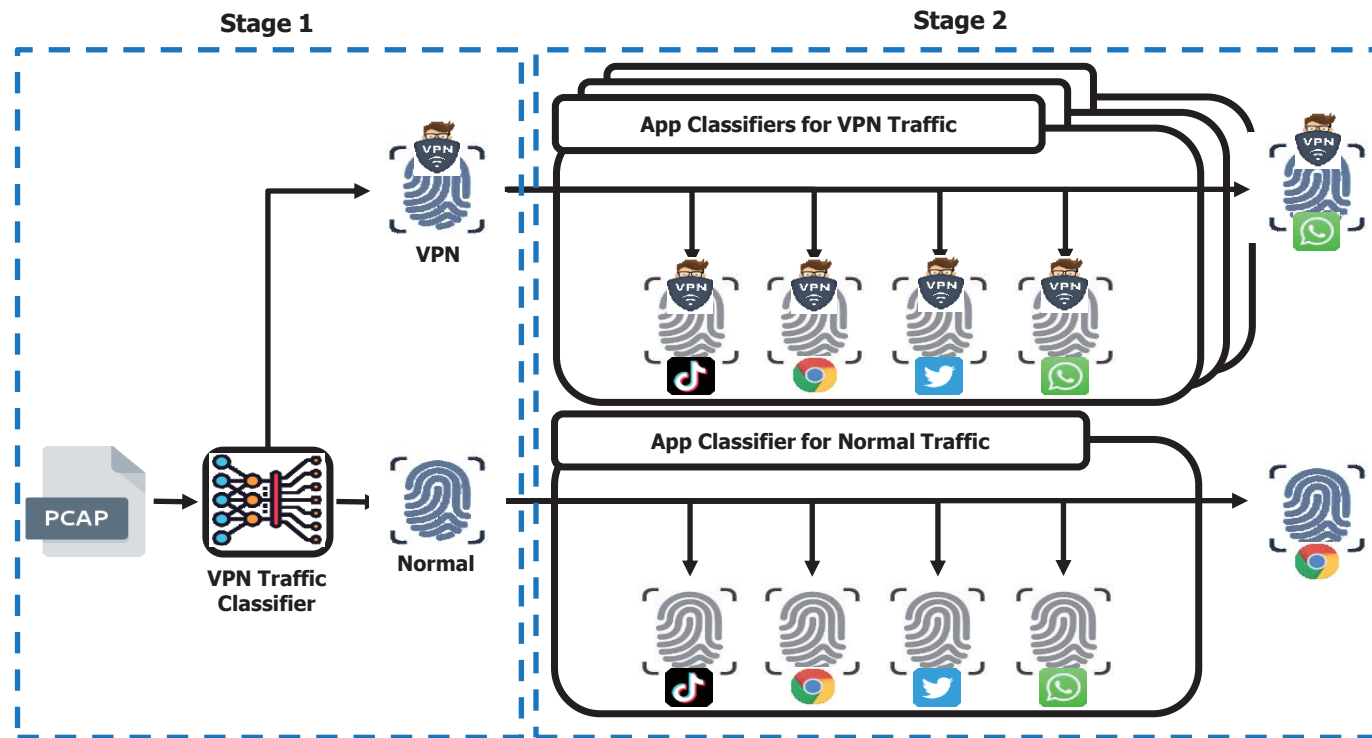 Stage 1
Stage 2
App Classifiers for VPN Traffic
VPN
VPN
VPN
VPN
VPN
VPN
VPN
App Classifier for Normal Traffic
PCAP
Normal
VPN Traffic
Classifier